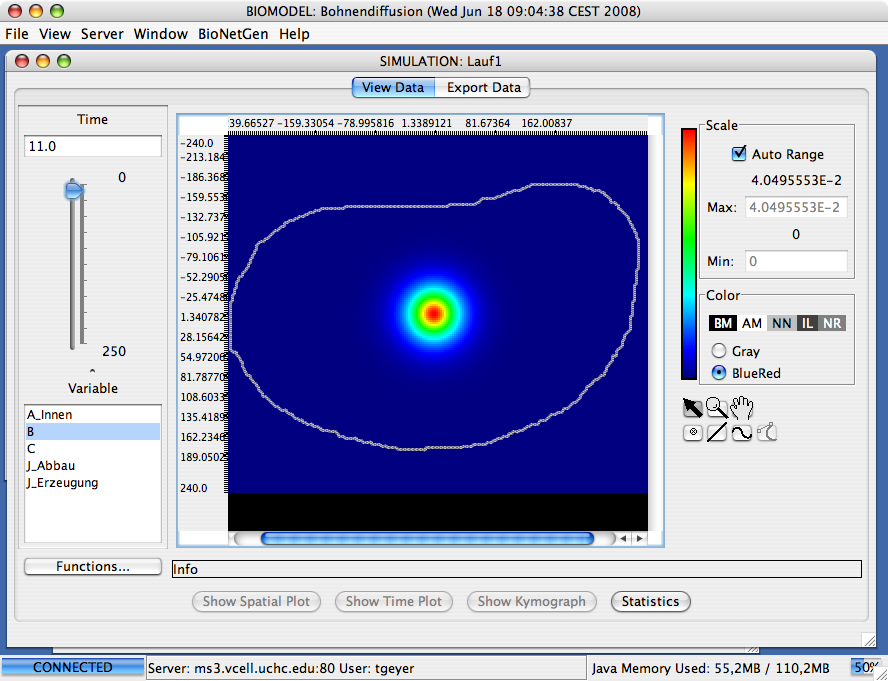 BIOMODEL: Bohnendiffusion (Wed Jun 18 09:04:38 CEST 2008)
File View Server Window BioNetGen Help
SIMULATION: Lauf1
View Data Export Data
Time
11.0
0
250
Variable
A_Innen
B
C
J_Abbau
J_Erzeugung
Functions...
39.66527 -159.33054 -78.995816 1.3389121 81.67364 162.00837
-240.0
-213.184
-186.368
-159.553
-132.737
-105.921
-79.1061
-52.2905
-25.4748
1.340782
28.15642
54.97206
81.78770
108.6033
135.4189
162.2346
189.0502
240.0
Scale
Auto Range
4.0495553E-2
Max: 4.0495553E-2
0
Min: 0
Color
BM AM NN IL NR
Gray
BlueRed
Info
Show Spatial Plot Show Time Plot Show Kymograph Statistics
CONNECTED Server: ms3.vcell.uchc.edu:80 User: tgeyer Java Memory Used: 55,2MB / 110,2MB 50%